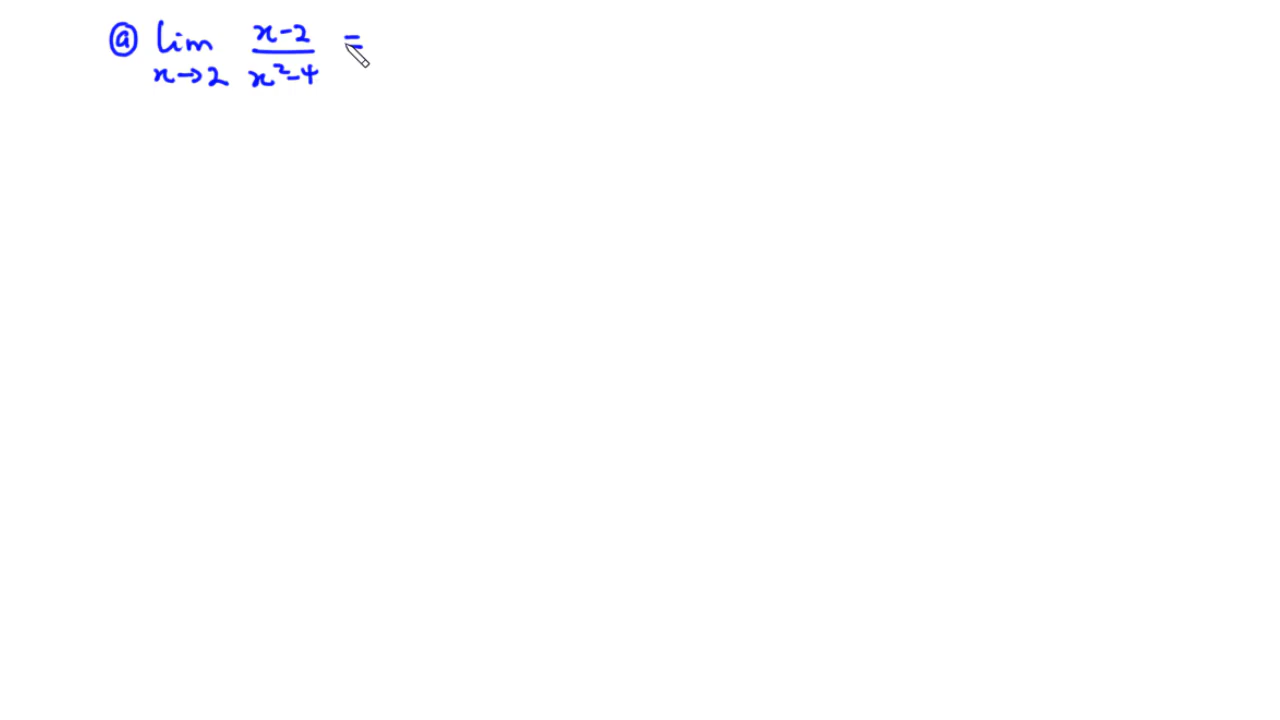 ⓐ lim x→2 (x-2)/(x²-4) =